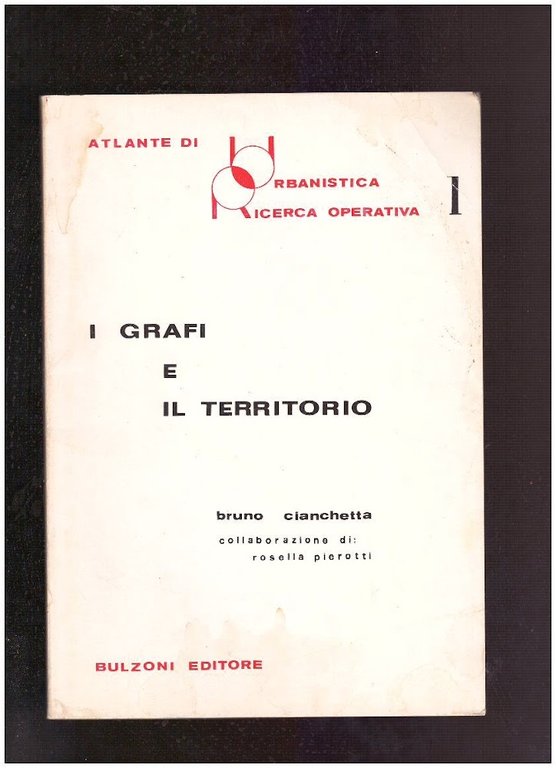 ATLANTE DI
URBANISTICA
RICERCA OPERATIVA
1
I GRAFI
E
IL TERRITORIO
bruno cianchetta
collaborazione di:
rosella pierotti
BULZONI EDITORE